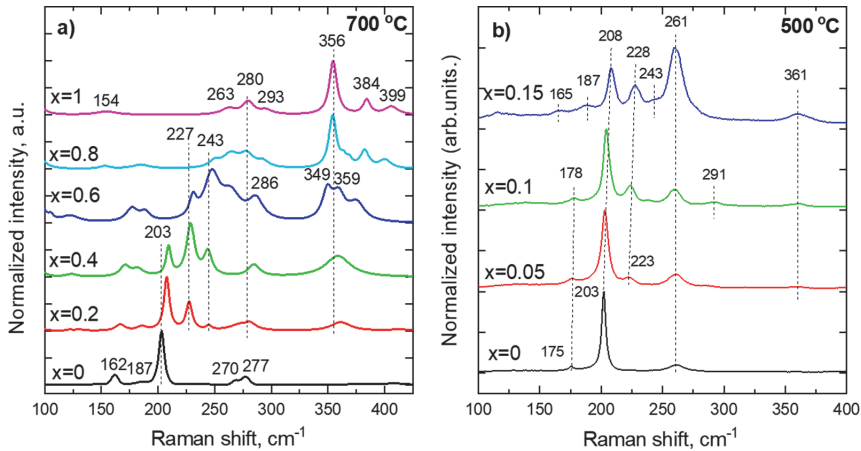 a)
700 °C
356
x=1
154
263
280
293
384
399
x=0.8
227
243
x=0.6
286
349
359
x=0.4
203
x=0.2
x=0
162
187
270
277
100 150 200 250 300 350 400
Raman shift, cm-1
Normalized intensity, a.u.
b)
500 °C
261
208
228
243
187
165
361
x=0.15
x=0.1
178
291
x=0.05
223
203
x=0
175
100 150 200 250 300 350 400
Raman shift, cm-1
Normalized intensity (arb.units.)